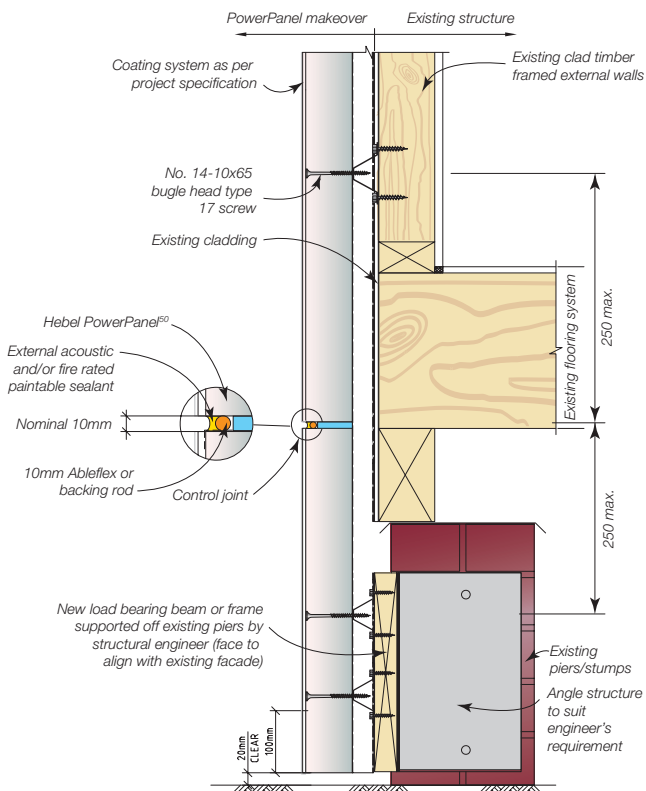 PowerPanel makeover
Existing structure
Coating system as per
project specification
Existing clad timber
framed external walls
No. 14-10x65
bugle head type
17 screw
Existing cladding
Hebel PowerPanel⁵⁰
External acoustic
and/or fire rated
paintable sealant
Nominal 10mm
10mm Ableflex or
backing rod
Control joint
Existing flooring system
250 max.
250 max.
New load bearing beam or frame
supported off existing piers by
structural engineer (face to
align with existing facade)
Existing
piers/stumps
Angle structure
to suit
engineer's
requirement
20mm
CLEAR
100mm